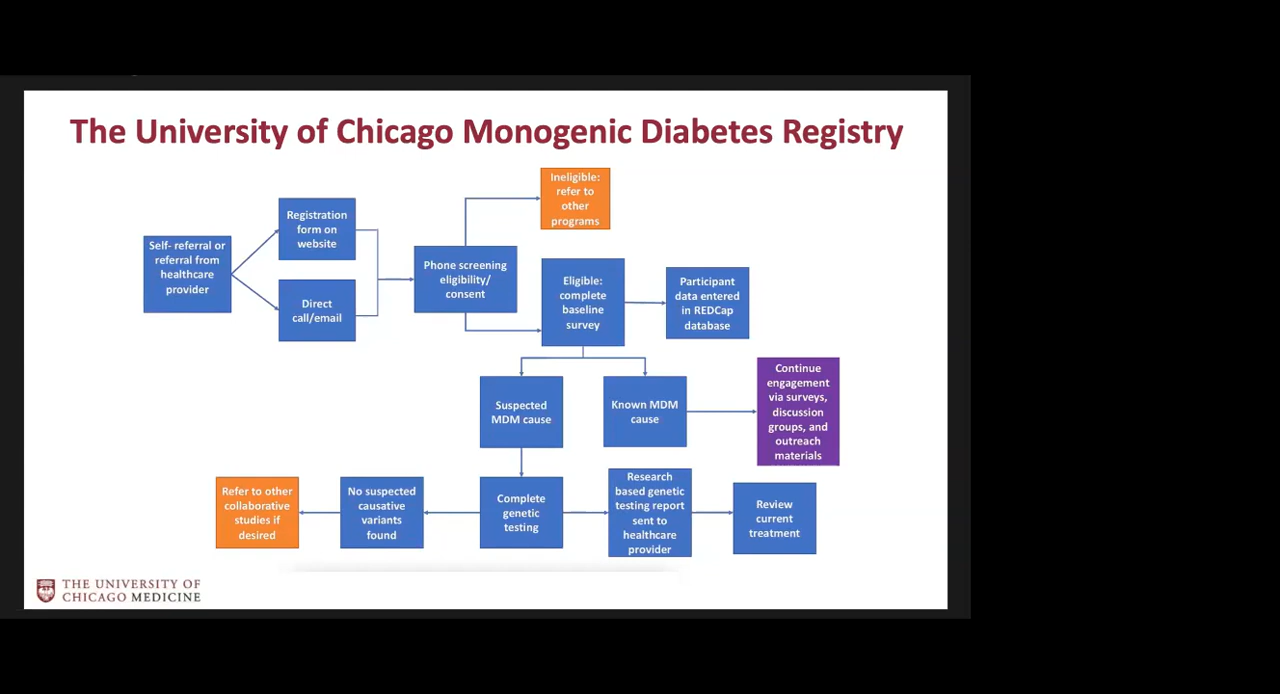 The University of Chicago Monogenic Diabetes Registry
Ineligible:
refer to
other
programs
Registration
form on
website
Self- referral or
referral from
healthcare
provider
Direct
call/email
Phone screening
eligibility/
consent
Eligible:
complete
baseline
survey
Participant
data entered
in REDCap
database
Suspected
MDM cause
Known MDM
cause
Continue
engagement
via surveys,
discussion
groups, and
outreach
materials
Refer to other
collaborative
studies if
desired
No suspected
causative
variants
found
Complete
genetic
testing
Research
based genetic
testing report
sent to
healthcare
provider
Review
current
treatment
THE UNIVERSITY OF
CHICAGO MEDICINE